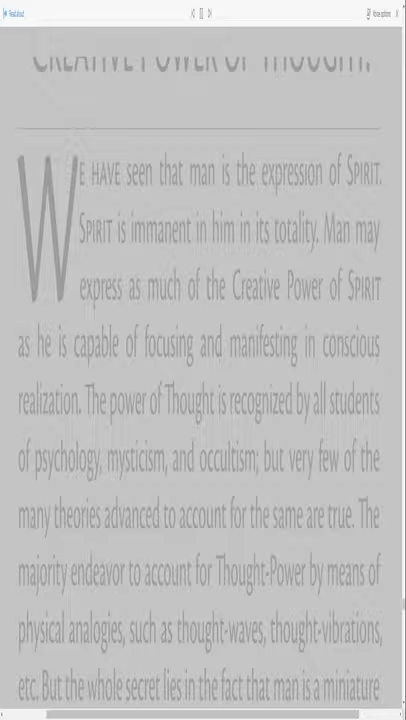 Read aloud
Voice options
CREATIVE POWER OF THOUGHT.
WE HAVE seen that man is the expression of SPIRIT.
SPIRIT is immanent in him in its totality. Man may
express as much of the Creative Power of SPIRIT
as he is capable of focusing and manifesting in conscious
realization. The power of Thought is recognized by all students
of psychology, mysticism, and occultism; but very few of the
many theories advanced to account for the same are true. The
majority endeavor to account for Thought-Power by means of
physical analogies, such as thought-waves, thought-vibrations,
etc. But the whole secret lies in the fact that man is a miniature